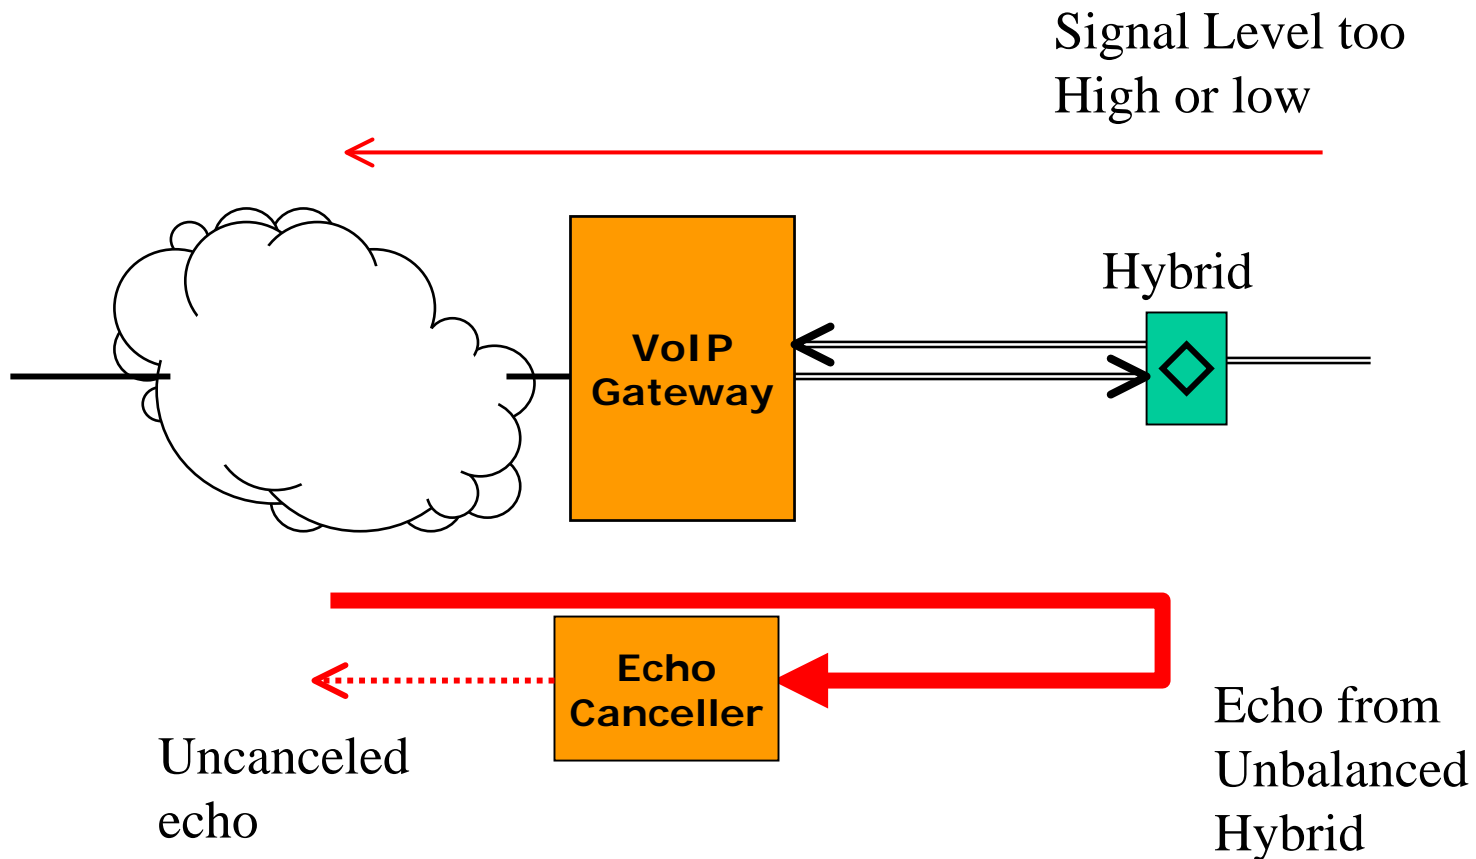 Signal Level too
High or low
Hybrid
VoIP
Gateway
Echo
Canceller
Uncanceled
echo
Echo from
Unbalanced
Hybrid